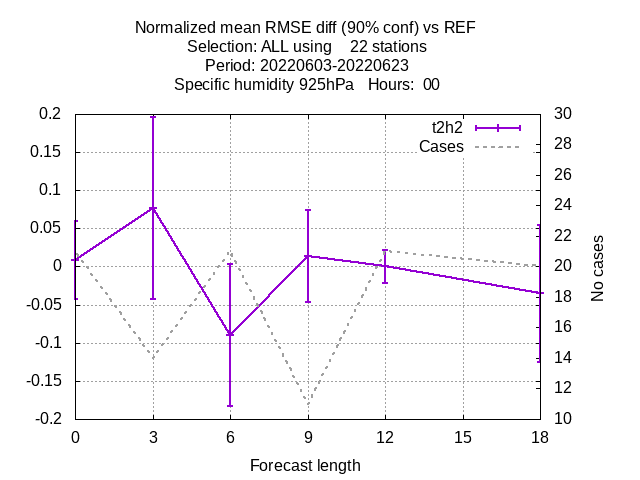 Normalized mean RMSE diff (90% conf) vs REF
Selection: ALL using    22 stations
Period: 20220603-20220623
Specific humidity 925hPa   Hours:  00
t2h2
Cases
0.2
0.15
0.1
0.05
0
-0.05
-0.1
-0.15
-0.2
30
28
26
24
22
20
18
16
14
12
10
No cases
0 3 6 9 12 15 18
Forecast length